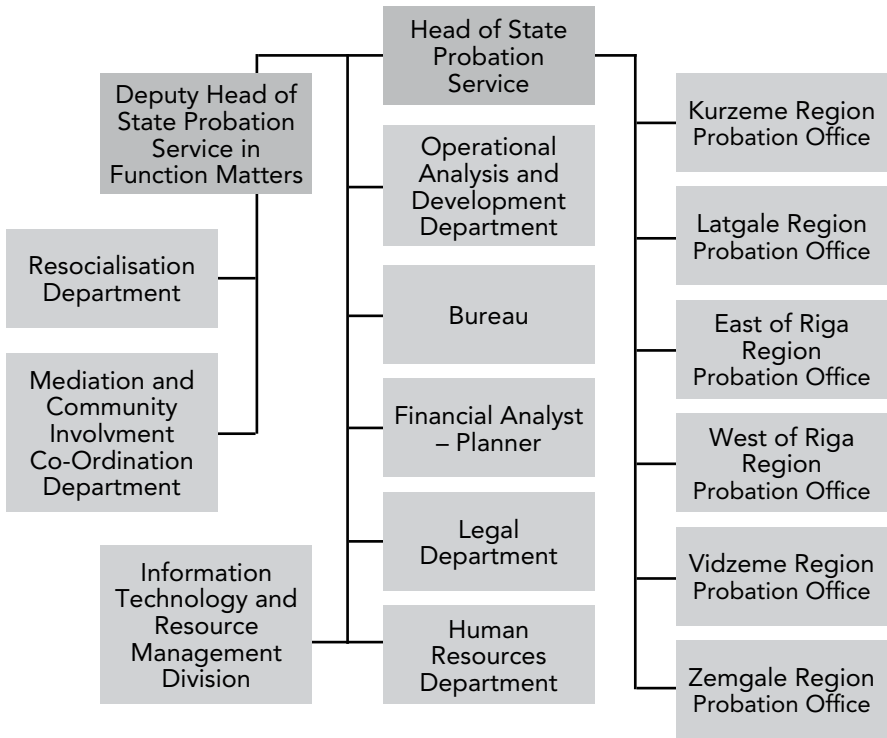 Head of State
Probation
Service
Deputy Head of
State Probation
Service in
Function Matters
Resocialisation
Department
Mediation and
Community
Involvment
Co-Ordination
Department
Information
Technology and
Resource
Management
Division
Operational
Analysis and
Development
Department
Bureau
Financial Analyst
– Planner
Legal
Department
Human
Resources
Department
Kurzeme Region
Probation Office
Latgale Region
Probation Office
East of Riga
Region
Probation Office
West of Riga
Region
Probation Office
Vidzeme Region
Probation Office
Zemgale Region
Probation Office